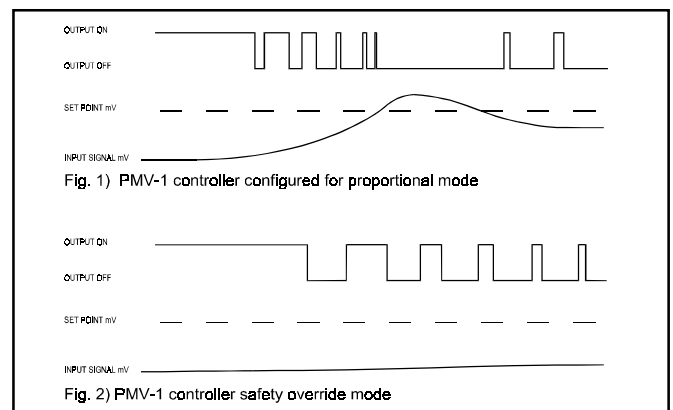 OUTPUT ON
OUTPUT OFF
SET POINT mV
INPUT SIGNAL mV
Fig. 1)  PMV-1 controller configured for proportional mode
OUTPUT ON
OUTPUT OFF
SET POINT mV
INPUT SIGNAL mV
Fig. 2) PMV-1 controller safety override mode